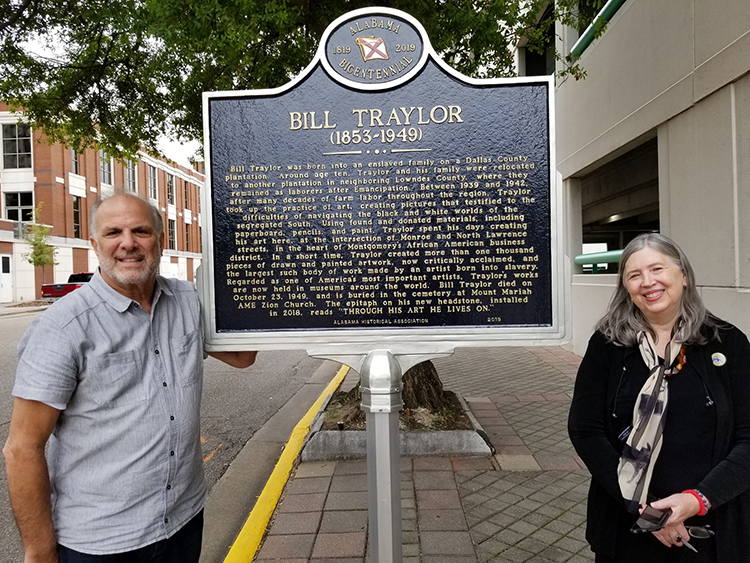 ALABAMA
1819 2019
BICENTENNIAL
BILL TRAYLOR
(1853-1949)
Bill Traylor was born into an enslaved family on a Dallas County
plantation. Around age ten, Traylor and his family were relocated
to another plantation in neighboring Lowndes County, where they
remained as laborers after Emancipation. Between 1939 and 1942,
after many decades of farm labor throughout the region, Traylor
took up the practice of art, creating pictures that testified to the
difficulties of navigating the black and white worlds of the
segregated South. Using found and donated materials, including
paperboard, pencils, and paint, Traylor spent his days creating
his art here, at the intersection of Monroe and North Lawrence
streets, in the heart of Montgomery's African American business
district. In a short time, Traylor created more than one thousand
pieces of drawn and painted artwork, now critically acclaimed, and
the largest such body of work made by an artist born into slavery.
Regarded as one of America's most important artists, Traylor's works
are now held in museums around the world. Bill Traylor died on
October 23, 1949, and is buried in the cemetery at Mount Mariah
AME Zion Church. The epitaph on his new headstone, installed
in 2018, reads "THROUGH HIS ART HE LIVES ON."
ALABAMA HISTORICAL ASSOCIATION 2019